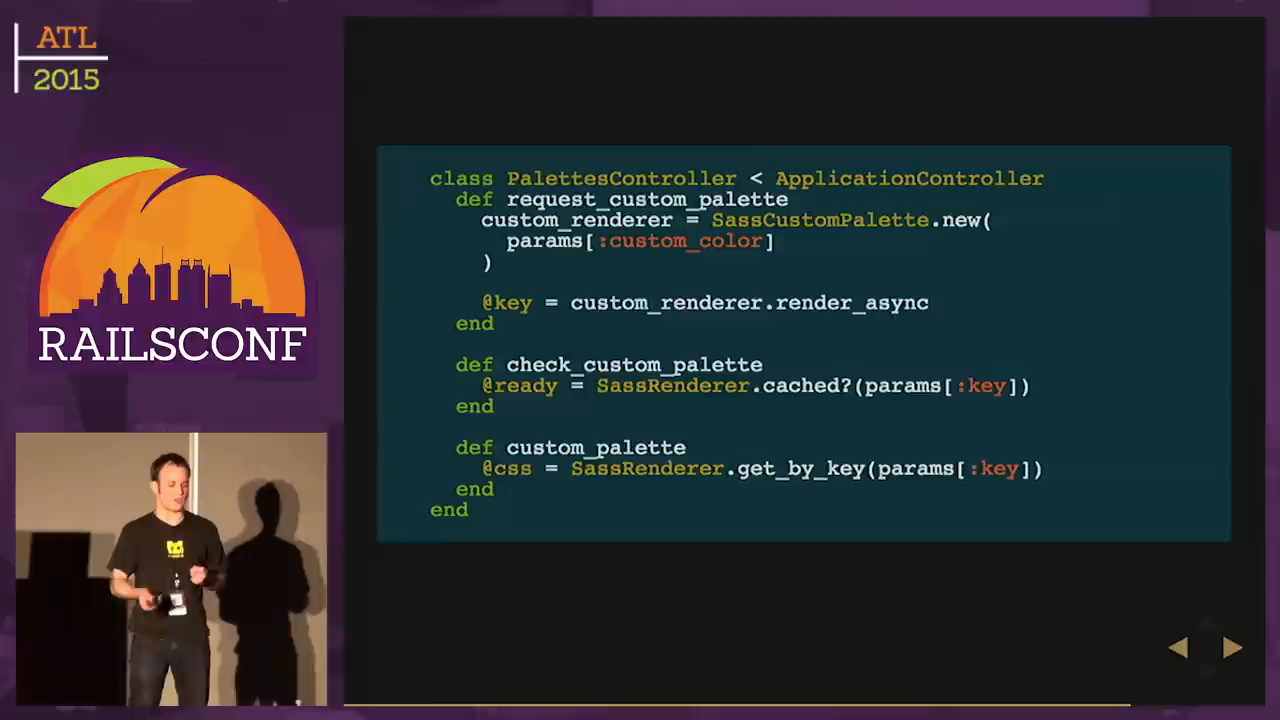 ATL
2015
RAILSCONF
class PalettesController < ApplicationController
  def request_custom_palette
    custom_renderer = SassCustomPalette.new(
      params[:custom_color]
    )

    @key = custom_renderer.render_async
  end

  def check_custom_palette
    @ready = SassRenderer.cached?(params[:key])
  end

  def custom_palette
    @css = SassRenderer.get_by_key(params[:key])
  end
end